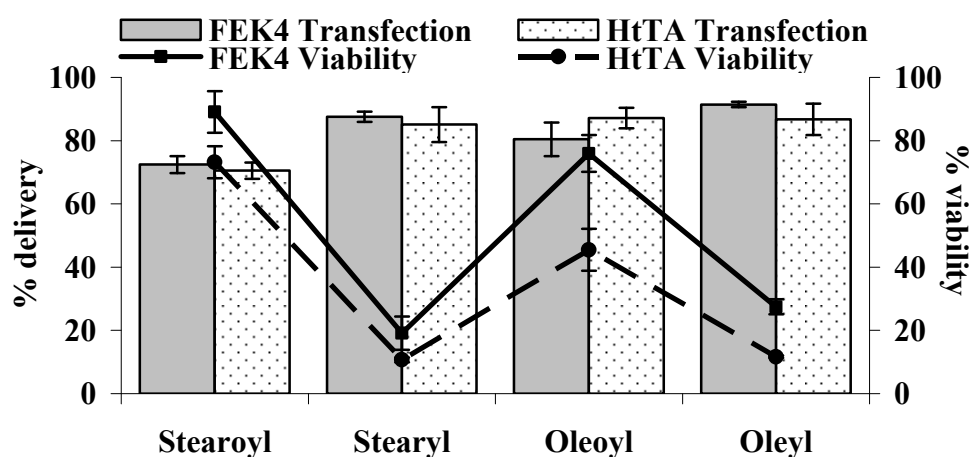 FEK4 Transfection HtTA Transfection
FEK4 Viability HtTA Viability
100 100
80 80
60 60
40 40
20 20
0 0
% delivery
% viability
Stearoyl Stearyl Oleoyl Oleyl